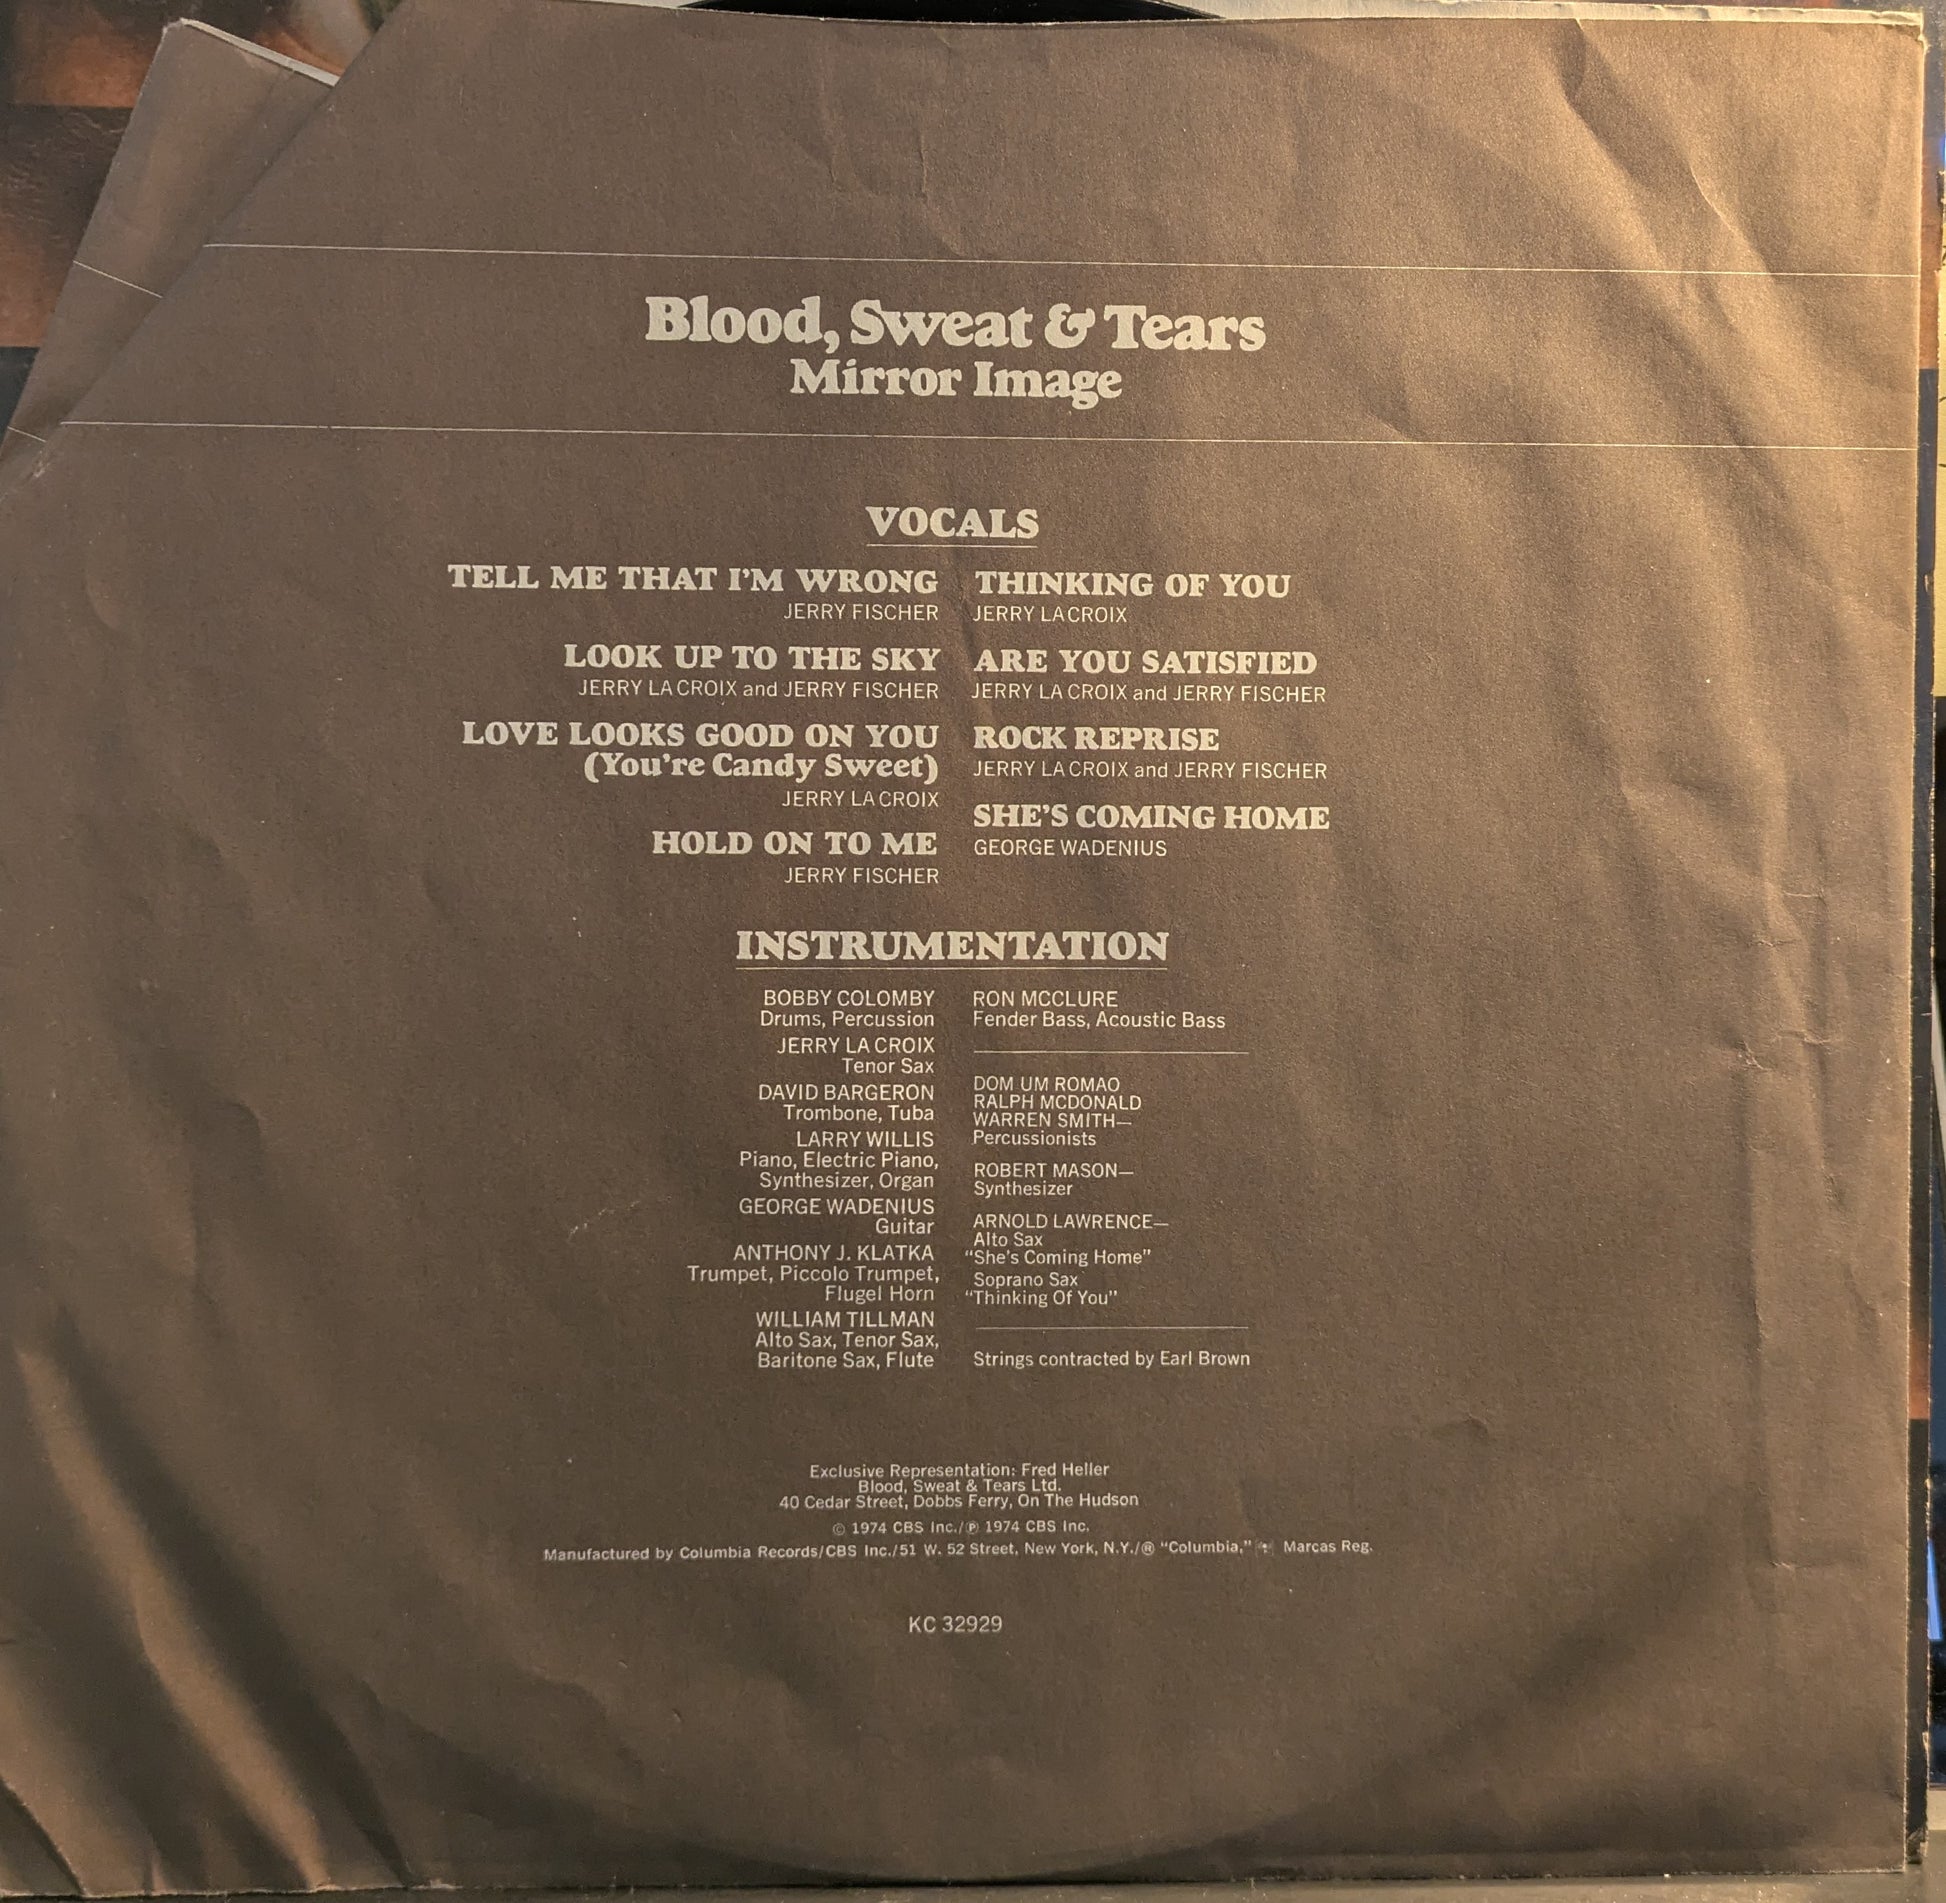 Blood, Sweat & Tears
Mirror Image
VOCALS
TELL ME THAT I'M WRONG
JERRY FISCHER
LOOK UP TO THE SKY
JERRY LA CROIX and JERRY FISCHER
LOVE LOOKS GOOD ON YOU
(You're Candy Sweet)
JERRY LA CROIX
HOLD ON TO ME
JERRY FISCHER
THINKING OF YOU
JERRY LA CROIX
ARE YOU SATISFIED
JERRY LA CROIX and JERRY FISCHER
ROCK REPRISE
JERRY LA CROIX and JERRY FISCHER
SHE'S COMING HOME
GEORGE WADENIUS
INSTRUMENTATION
BOBBY COLOMBY
Drums, Percussion
JERRY LA CROIX
Tenor Sax
DAVID BARGERON
Trombone, Tuba
LARRY WILLIS
Piano, Electric Piano,
Synthesizer, Organ
GEORGE WADENIUS
Guitar
ANTHONY J. KLATKA
Trumpet, Piccolo Trumpet,
Flugel Horn
WILLIAM TILLMAN
Alto Sax, Tenor Sax,
Baritone Sax, Flute
RON MCCLURE
Fender Bass, Acoustic Bass
DOM UM ROMAO
RALPH MCDONALD
WARREN SMITH—
Percussionists
ROBERT MASON—
Synthesizer
ARNOLD LAWRENCE—
Alto Sax
"She's Coming Home"
Soprano Sax
"Thinking Of You"
Strings contracted by Earl Brown
Exclusive Representation: Fred Heller
Blood, Sweat & Tears Ltd.
40 Cedar Street, Dobbs Ferry, On The Hudson
© 1974 CBS Inc./℗ 1974 CBS Inc.
Manufactured by Columbia Records/CBS Inc./51 W. 52 Street, New York, N.Y./® "Columbia," Marcas Reg.
KC 32929